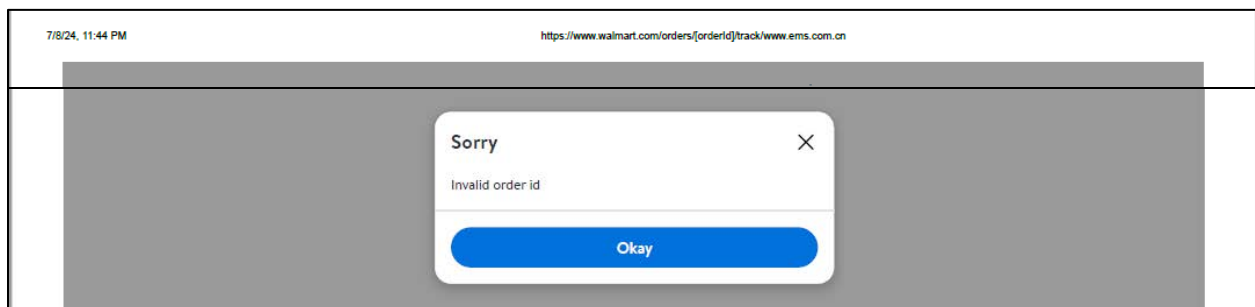 7/8/24, 11:44 PM https://www.walmart.com/orders/[orderId]/track/www.ems.com.cn
Sorry
Invalid order id
Okay